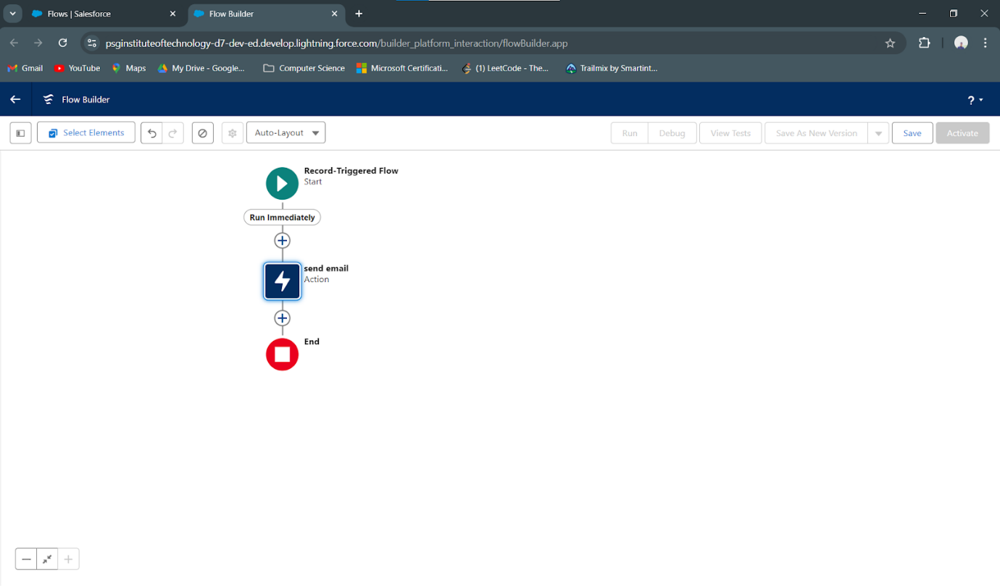 Flows | Salesforce
Flow Builder
psginstituteoftechnology-d7-dev-ed.develop.lightning.force.com/builder_platform_interaction/flowBuilder.app
Gmail YouTube Maps My Drive - Google... Computer Science Microsoft Certificati... (1) LeetCode - The... Trailmix by Smartint...
Flow Builder ?
Select Elements Auto-Layout Run Debug View Tests Save As New Version Save Activate
Record-Triggered Flow
Start
Run Immediately
send email
Action
End